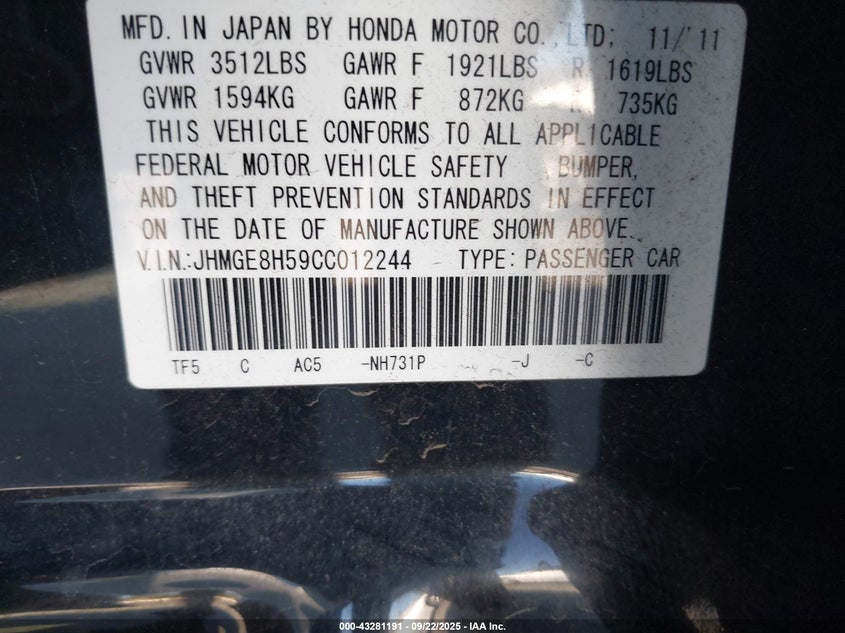 MFD. IN JAPAN BY HONDA MOTOR CO., LTD; 11/'11
GVWR 3512LBS GAWR F 1921LBS R 1619LBS
GVWR 1594KG GAWR F 872KG R 735KG
THIS VEHICLE CONFORMS TO ALL APPLICABLE
FEDERAL MOTOR VEHICLE SAFETY , BUMPER,
AND THEFT PREVENTION STANDARDS IN EFFECT
ON THE DATE OF MANUFACTURE SHOWN ABOVE.
V.I.N.:JHMGE8H59CC012244 TYPE: PASSENGER CAR
TF5 C AC5 -NH731P -J -C
000-43281191 - 09/22/2025 - IAA Inc.